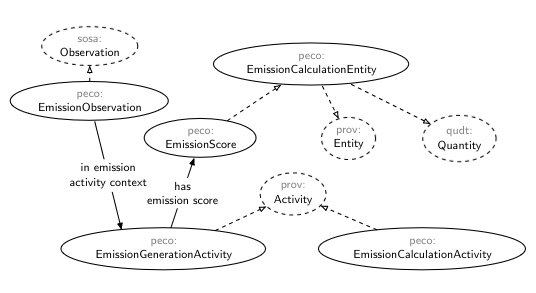 sosa:
Observation
peco:
EmissionCalculationEntity
peco:
EmissionObservation
peco:
EmissionScore
prov:
Entity
qudt:
Quantity
in emission
activity context
has
emission score
prov:
Activity
peco:
EmissionGenerationActivity
peco:
EmissionCalculationActivity